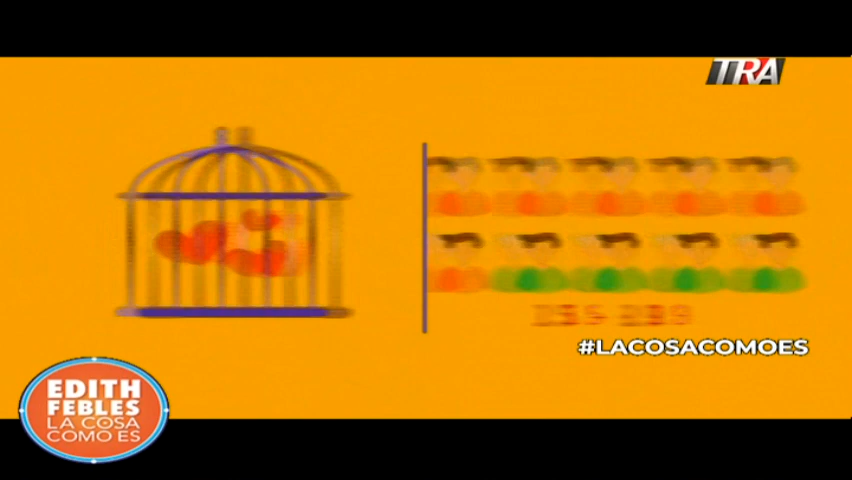 TRA
#LACOSACOMOES
EDITH
FEBLES
LA COSA
COMO ES